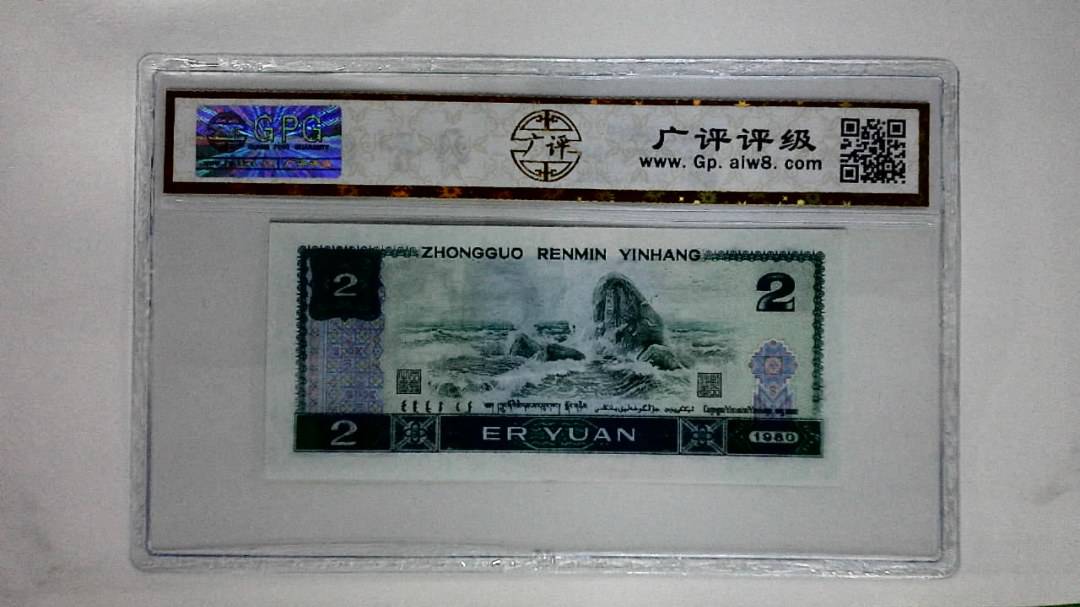 GPG
广评
广评评级
www. Gp. alw8. com
ZHONGGUO RENMIN YINHANG
2
2
2
ER YUAN
1980